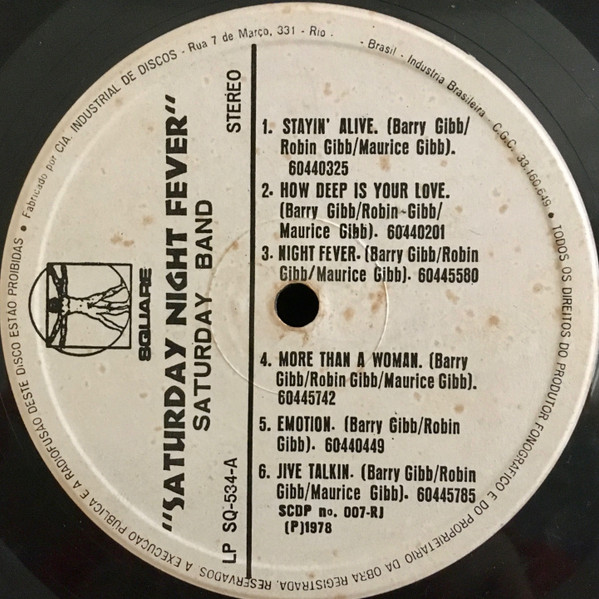 • Fabricado por CIA. INDUSTRIAL DE DISCOS - Rua 7 de Março, 331 - Rio - Brasil - Industria Brasileira - C.G.C. 33.160.649 • TODOS OS DIREITOS DO PRODUTOR FONOGRAFICO E DO PROPRIETARIO DA OBRA REGISTRADA, RESERVADOS. A EXECUÇÃO PUBLICA E A RADIOFUSÃO DESTE DISCO ESTÃO PROIBIDAS
SQUARE
"SATURDAY NIGHT FEVER"
SATURDAY BAND
LP SQ-534-A
STEREO
1. STAYIN' ALIVE. (Barry Gibb/
Robin Gibb/Maurice Gibb).
60440325
2. HOW DEEP IS YOUR LOVE.
(Barry Gibb/Robin Gibb/
Maurice Gibb). 60440201
3. NIGHT FEVER. (Barry Gibb/Robin
Gibb/Maurice Gibb). 60445580
4. MORE THAN A WOMAN. (Barry
Gibb/Robin Gibb/Maurice Gibb).
60445742
5. EMOTION. (Barry Gibb/Robin
Gibb). 60440449
6. JIVE TALKIN. (Barry Gibb/Robin
Gibb/Maurice Gibb). 60445785
SCDP no. 007-RJ
(P)1978